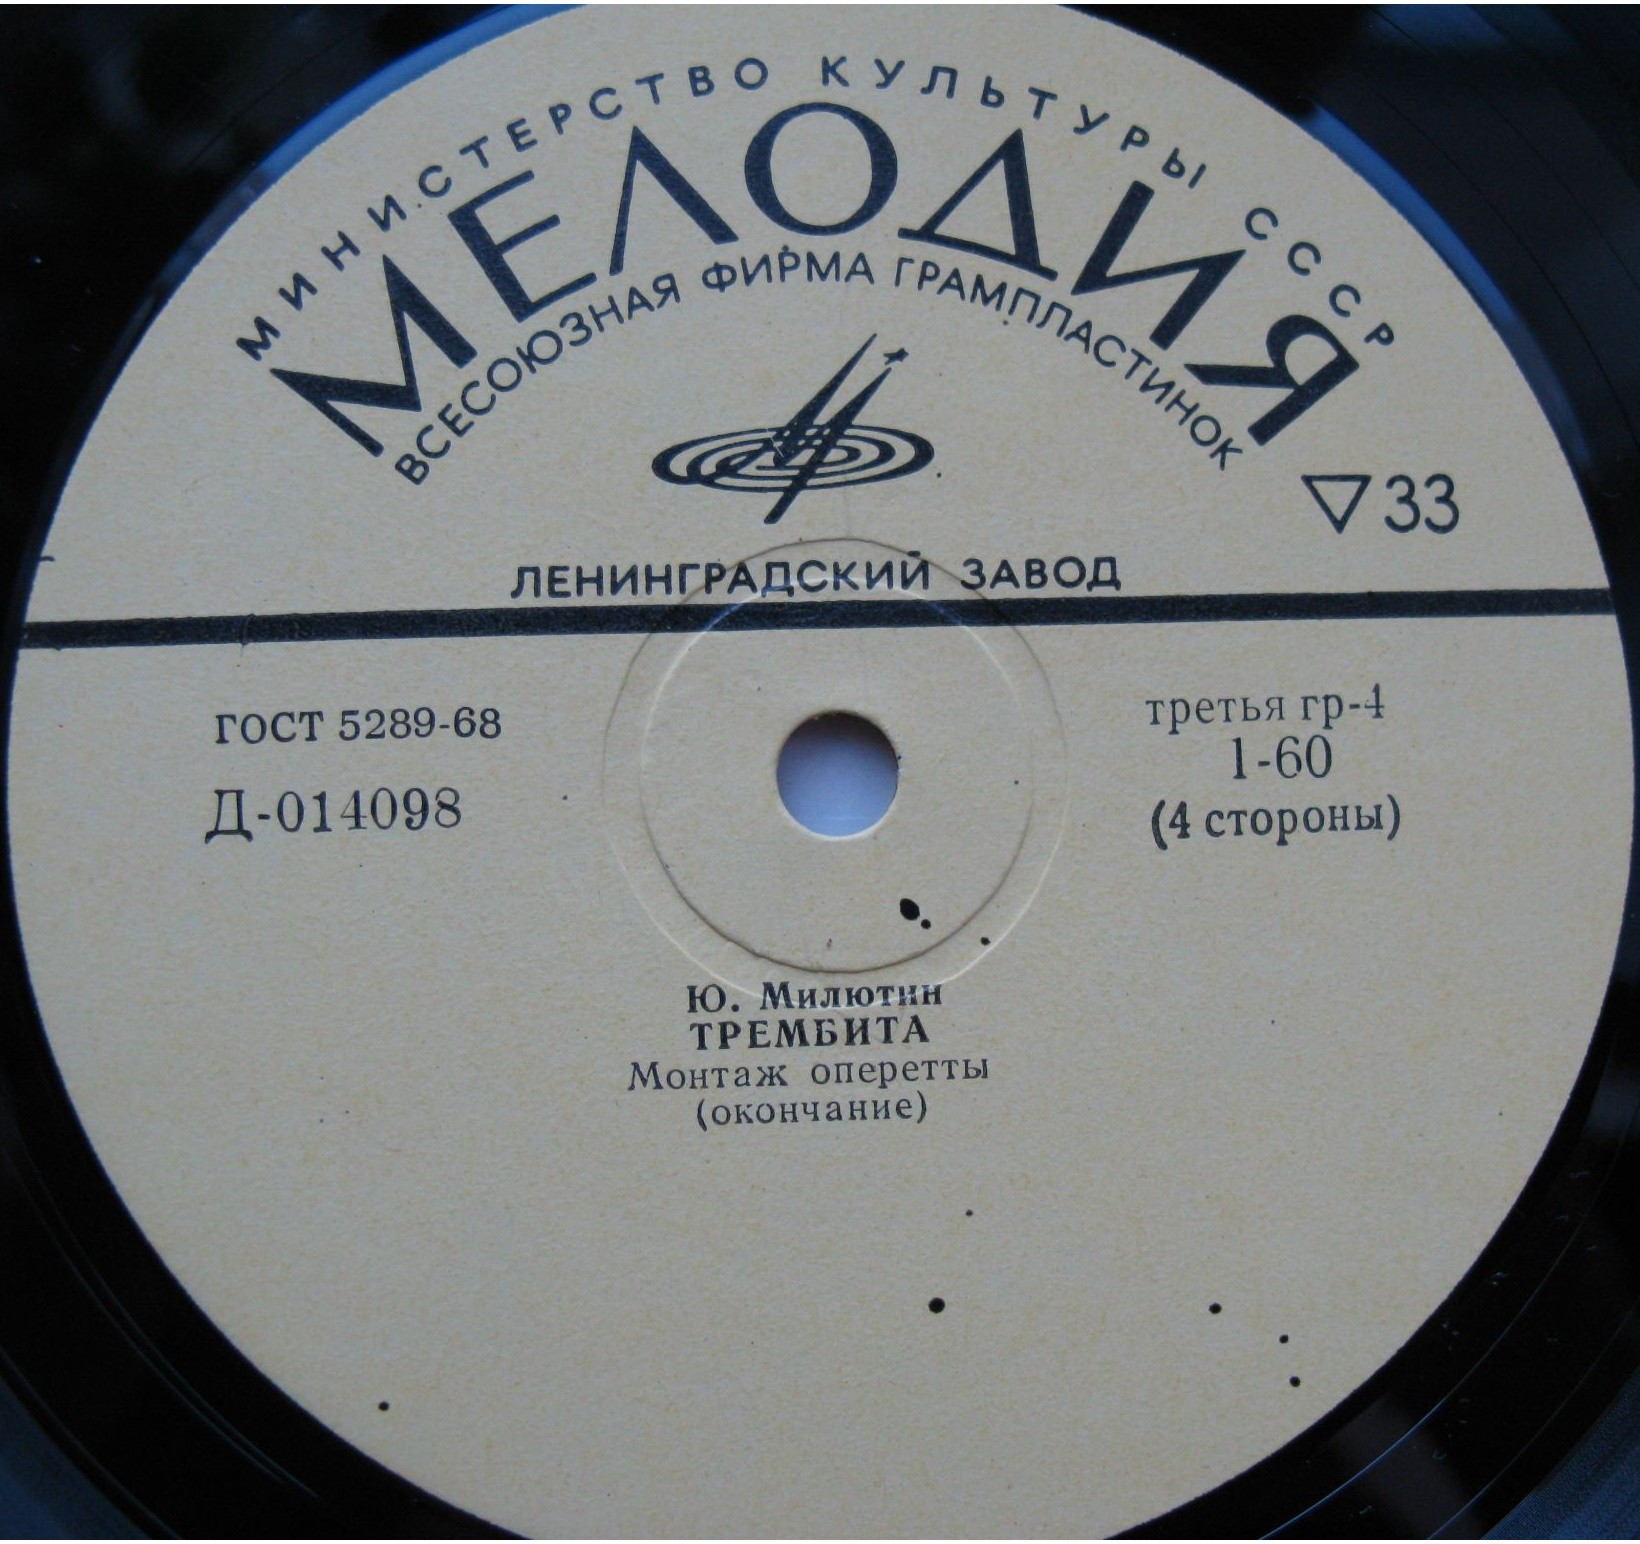 МИНИСТЕРСТВО КУЛЬТУРЫ СССР
МЕЛОДИЯ
ВСЕСОЮЗНАЯ ФИРМА ГРАМПЛАСТИНОК
33
ЛЕНИНГРАДСКИЙ ЗАВОД
ГОСТ 5289-68
третья гр-4
1-60
Д-014098
(4 стороны)
Ю. Милютин
ТРЕМБИТА
Монтаж оперетты
(окончание)